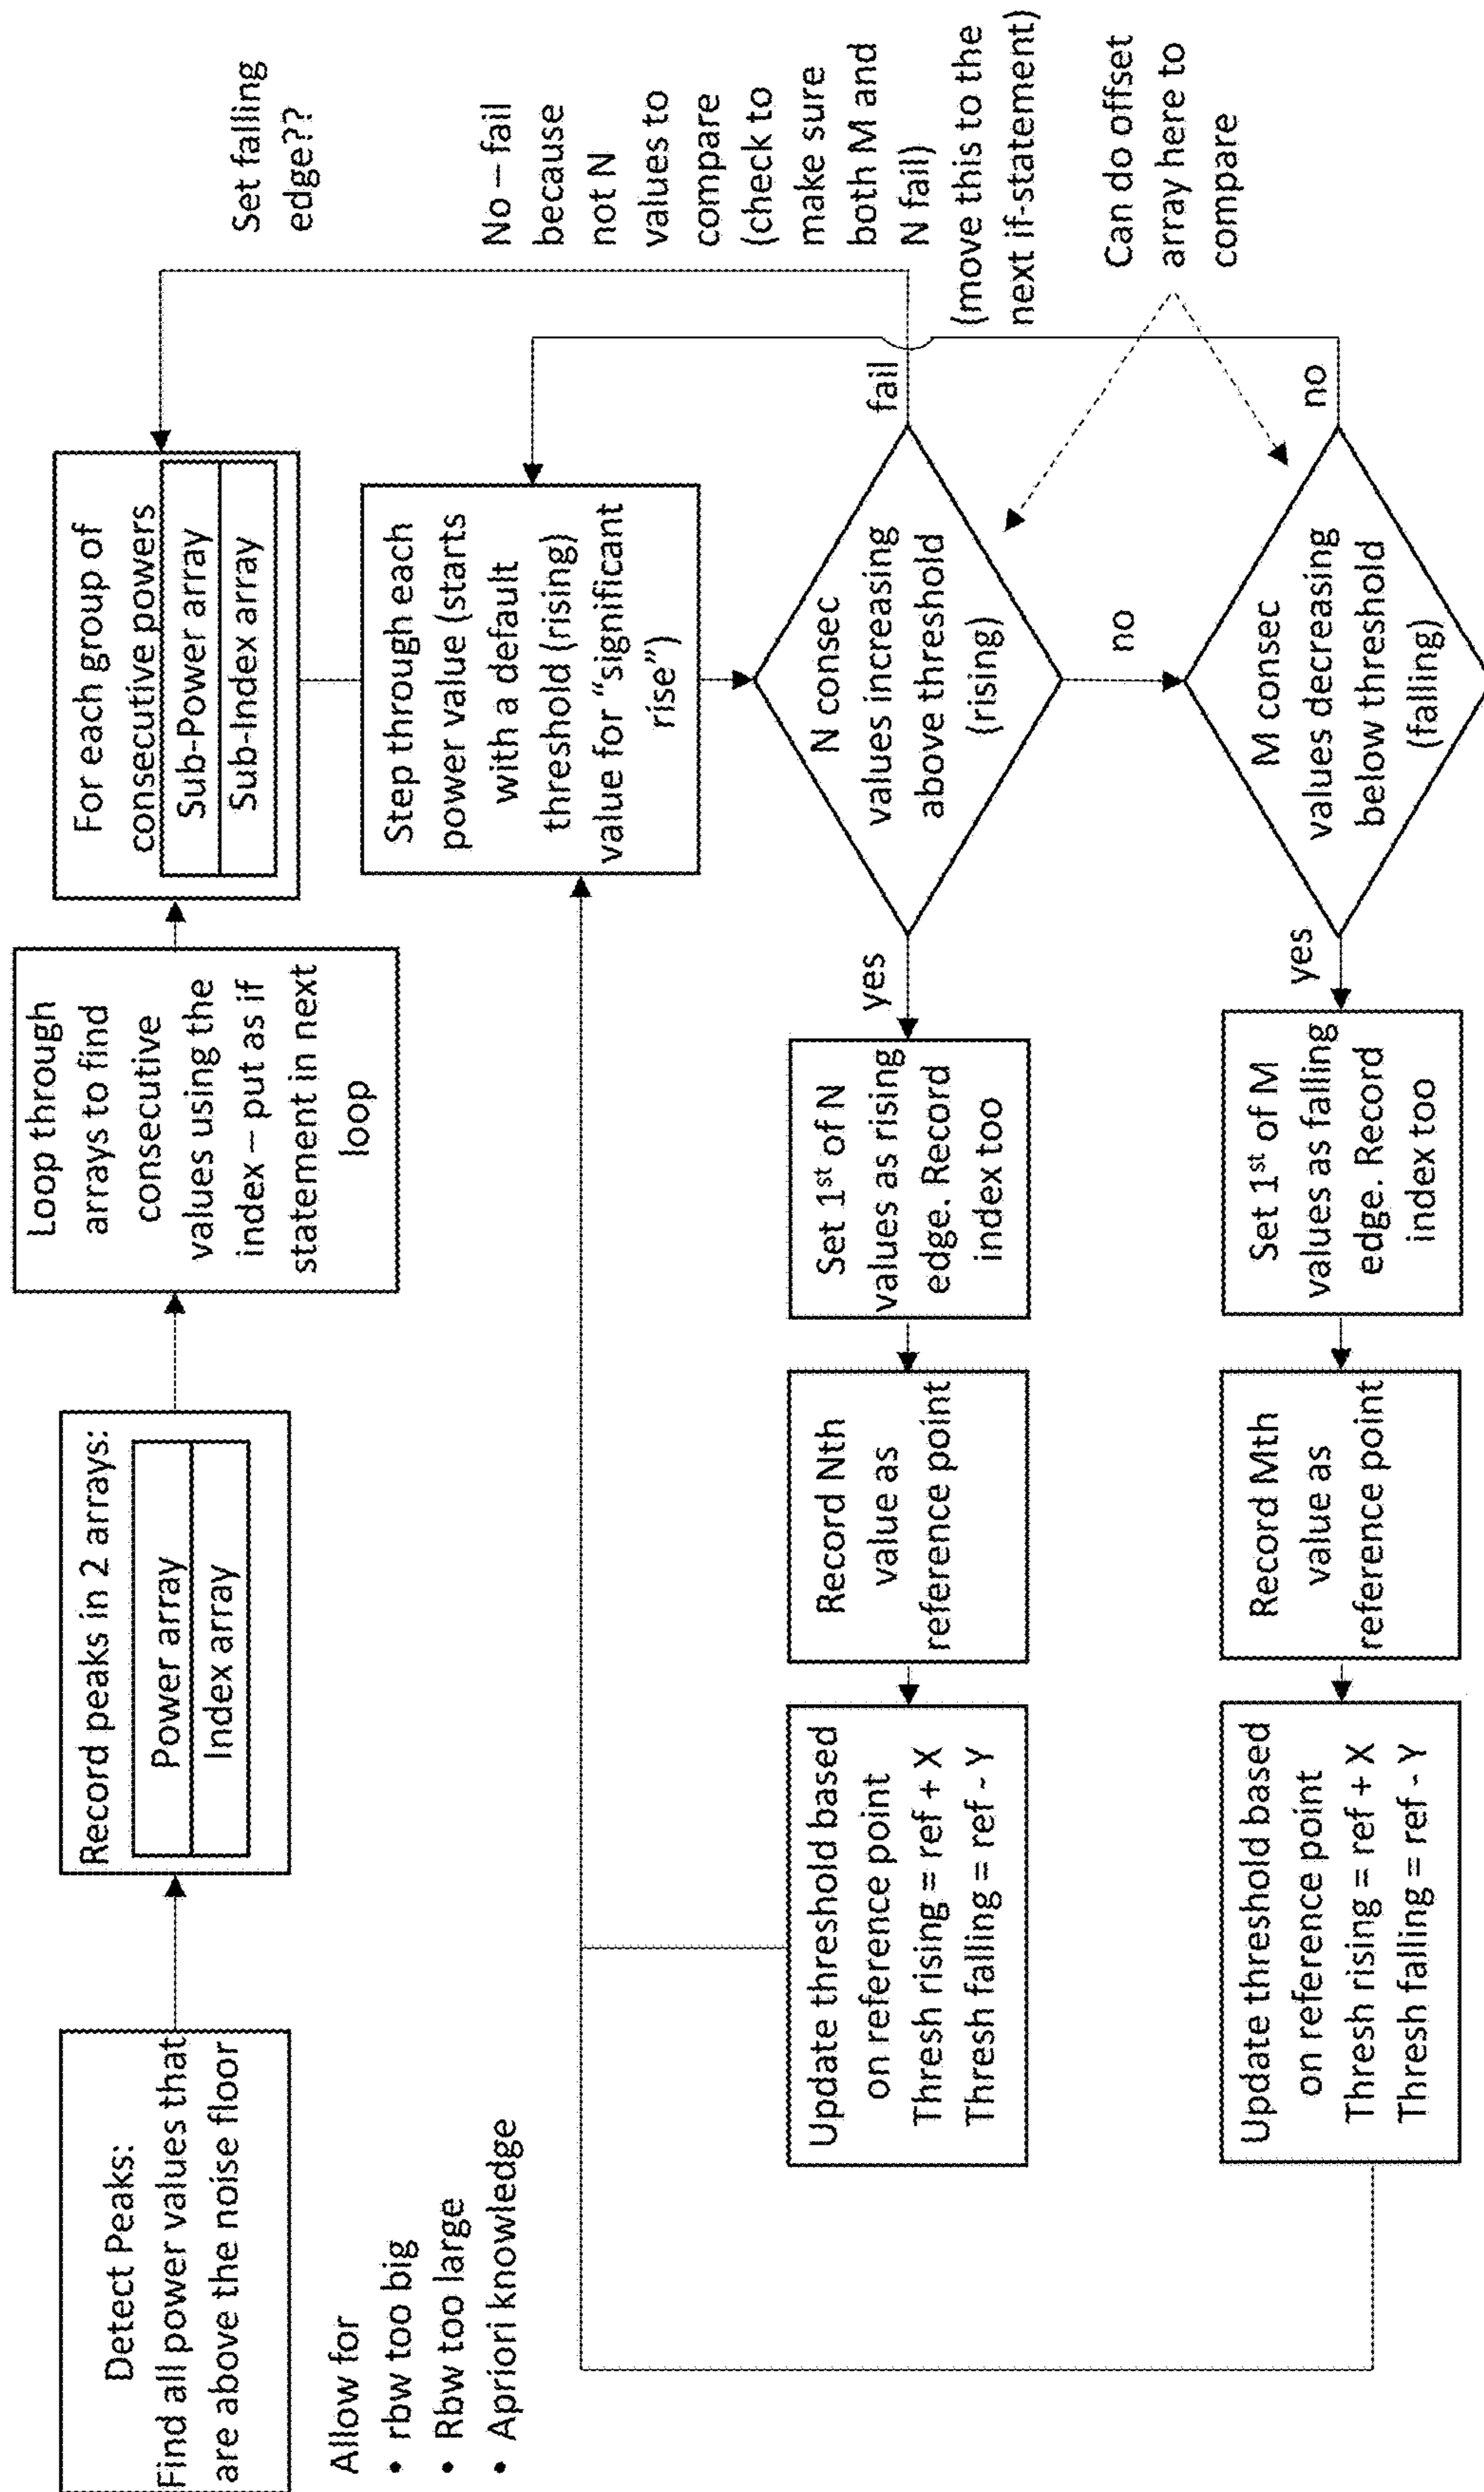 Detect Peaks:
Find all power values that
are above the noise floor
Allow for
• rbw too big
• Rbw too large
• Apriori knowledge
Record peaks in 2 arrays:
Power array
Index array
Loop through
arrays to find
consecutive
values using the
index – put as if
statement in next
loop
For each group of
consecutive powers
Sub-Power array
Sub-Index array
Set falling
edge??
Step through each
power value (starts
with a default
threshold (rising)
value for "significant
rise")
No – fail
because
not N
values to
compare
(check to
make sure
both M and
N fail)
(move this to the
next if-statement)
N consec
values increasing
above threshold
(rising)
fail
yes
no
Set 1st of N
values as rising
edge. Record
index too
Record Nth
value as
reference point
Update threshold based
on reference point
Thresh rising = ref + X
Thresh falling = ref - Y
Can do offset
array here to
compare
M consec
values decreasing
below threshold
(falling)
no
yes
Set 1st of M
values as falling
edge. Record
index too
Record Mth
value as
reference point
Update threshold based
on reference point
Thresh rising = ref + X
Thresh falling = ref - Y